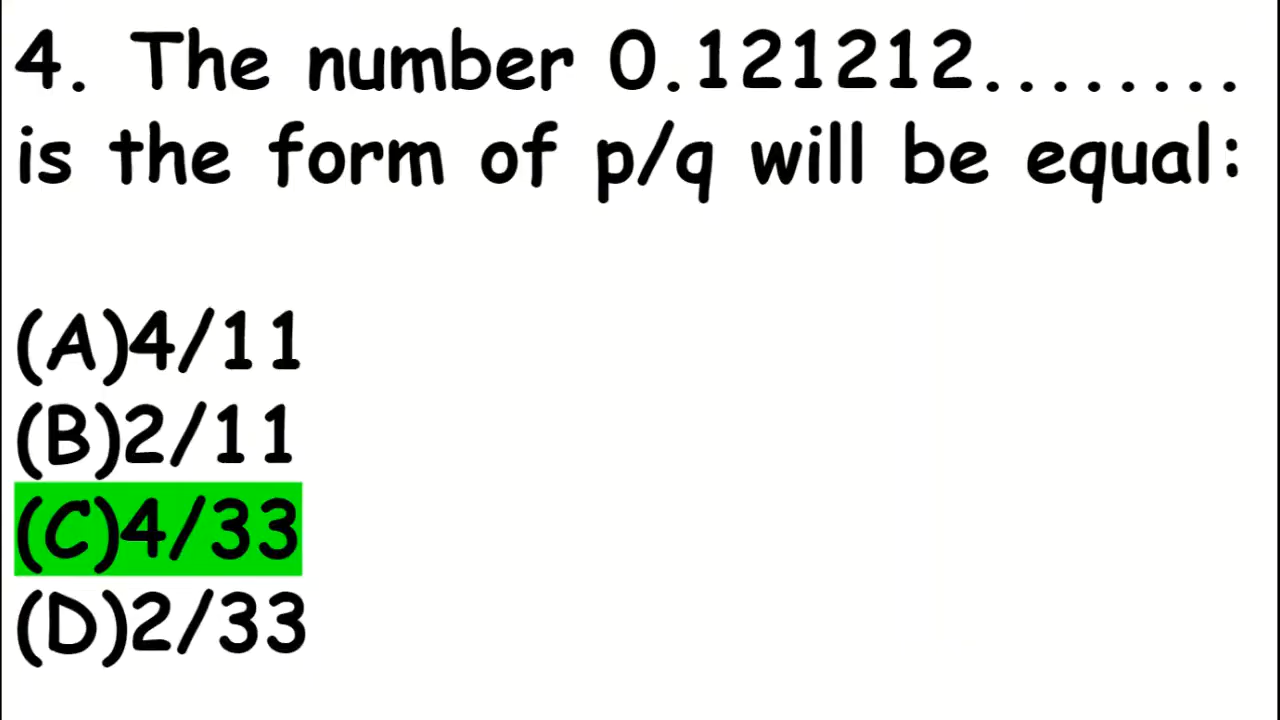 4. The number 0.121212........
is the form of p/q will be equal:
(A)4/11
(B)2/11
(C)4/33
(D)2/33